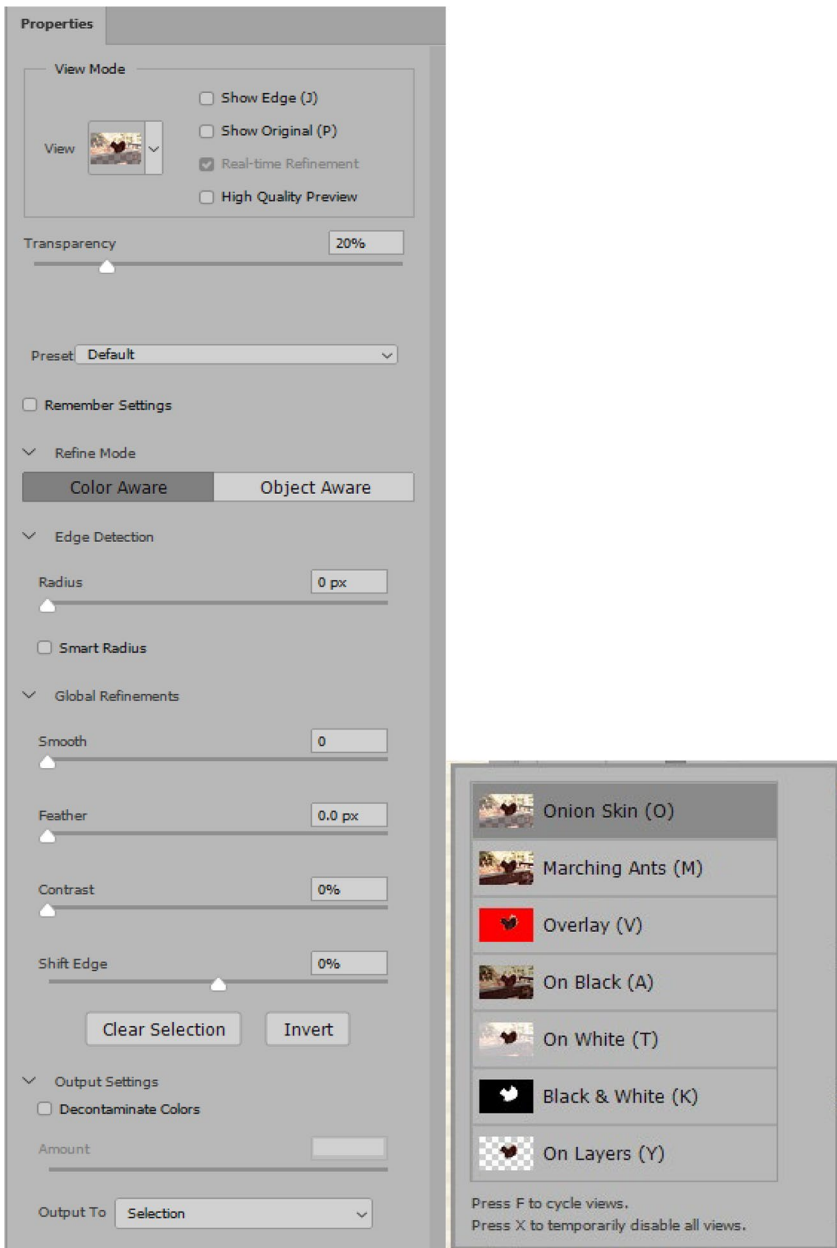 Properties
View Mode
Show Edge (J)
Show Original (P)
View
Real-time Refinement
High Quality Preview
Transparency
20%
Preset Default
Remember Settings
Refine Mode
Color Aware Object Aware
Edge Detection
Radius
0 px
Smart Radius
Global Refinements
Smooth
0
Feather
0.0 px
Contrast
0%
Shift Edge
0%
Clear Selection Invert
Output Settings
Decontaminate Colors
Amount
Output To Selection
Onion Skin (O)
Marching Ants (M)
Overlay (V)
On Black (A)
On White (T)
Black & White (K)
On Layers (Y)
Press F to cycle views.
Press X to temporarily disable all views.